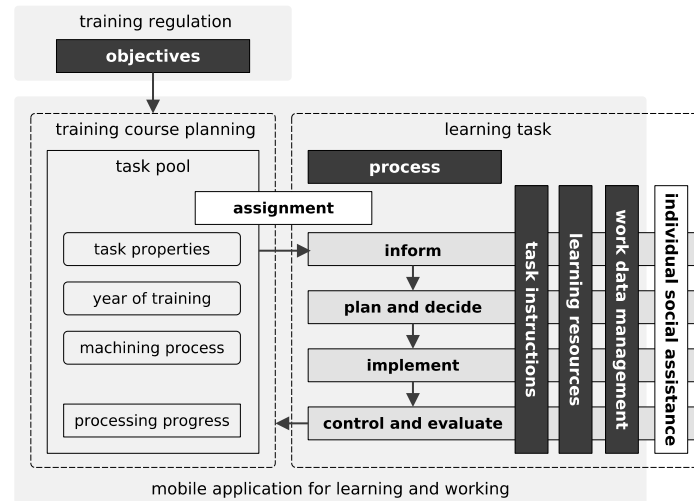 training regulation
objectives
training course planning
learning task
task pool
process
assignment
task properties
inform
year of training
plan and decide
machining process
implement
processing progress
control and evaluate
task instructions
learning resources
work data management
individual social assistance
mobile application for learning and working